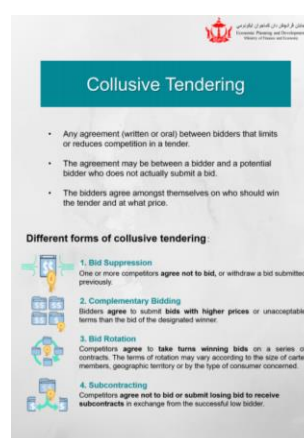 Economic Planning and Development
Ministry of Finance and Economy
Collusive Tendering
• Any agreement (written or oral) between bidders that limits
or reduces competition in a tender.
• The agreement may be between a bidder and a potential
bidder who does not actually submit a bid.
• The bidders agree amongst themselves on who should win
the tender and at what price.
Different forms of collusive tendering:
1. Bid Suppression
One or more competitors agree not to bid, or withdraw a bid submitted
previously.
2. Complementary Bidding
Bidders agree to submit bids with higher prices or unacceptable
terms than the bid of the designated winner.
3. Bid Rotation
Competitors agree to take turns winning bids on a series o
contracts. The terms of rotation may vary according to the size of carte
members, geographic territory or by the type of consumer concerned.
4. Subcontracting
Competitors agree not to bid or submit losing bid to receive
subcontracts in exchange from the successful low bidder.